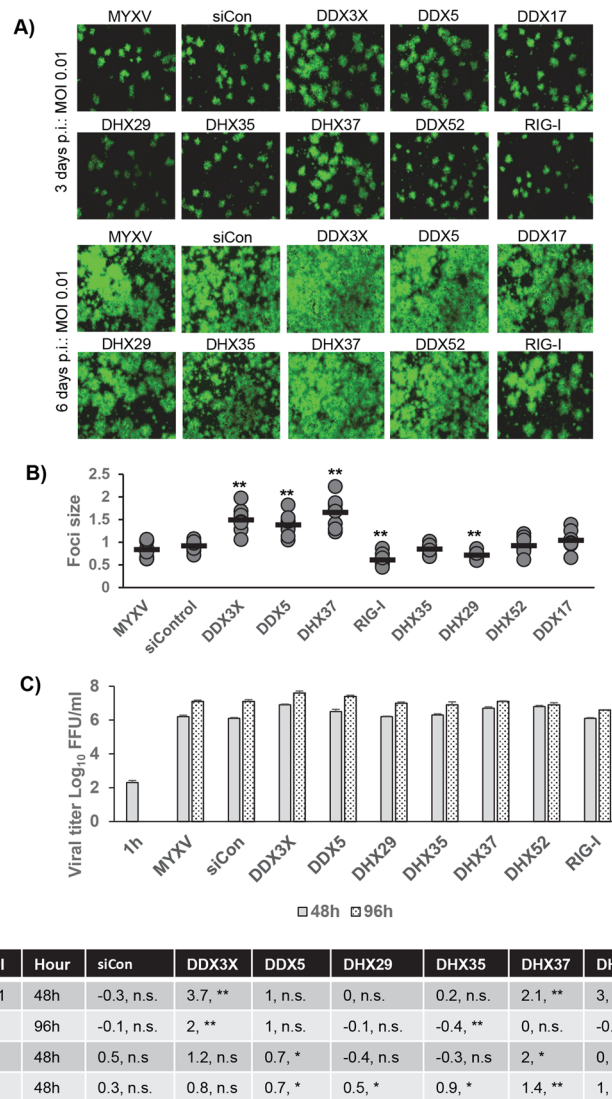 A)
3 days p.i.: MOI 0.01
MYXV siCon DDX3X DDX5 DDX17
DHX29 DHX35 DHX37 DDX52 RIG-I
6 days p.i.: MOI 0.01
MYXV siCon DDX3X DDX5 DDX17
DHX29 DHX35 DHX37 DDX52 RIG-I
B)
Foci size
2.5
2
1.5
1
0.5
0
** ** ** ** **
MYXV siControl DDX3X DDX5 DHX37 RIG-I DHX35 DHX29 DHX52 DDX17
C)
Viral titer Log10 FFU/ml
8
6
4
2
0
1h MYXV siCon DDX3X DDX5 DHX29 DHX35 DHX37 DHX52 RIG-I
48h 96h
I Hour siCon DDX3X DDX5 DHX29 DHX35 DHX37
1 48h -0.3, n.s. 3.7, ** 1, n.s. 0, n.s. 0.2, n.s. 2.1, ** 3,
96h -0.1, n.s. 2, ** 1, n.s. -0.1, n.s. -0.4, ** 0, n.s.
48h 0.5, n.s 1.2, n.s 0.7, * -0.4, n.s -0.3, n.s 2, * 0,
48h 0.3, n.s. 0.8, n.s 0.7, * 0.5, * 0.9, * 1.4, ** 1,